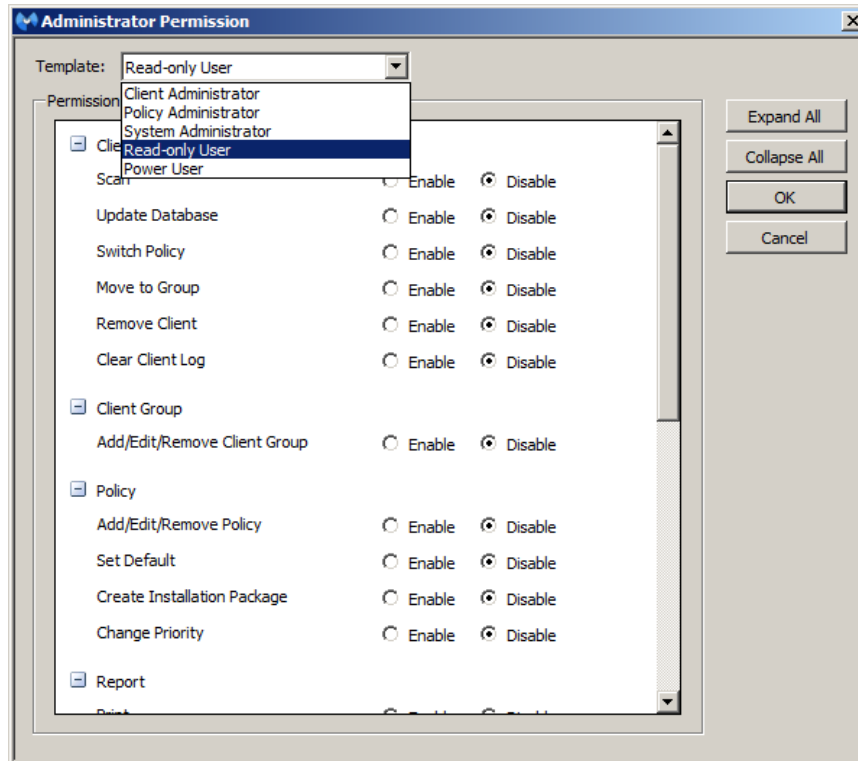 Administrator Permission
Template: Read-only User
Client Administrator
Policy Administrator
System Administrator
Read-only User
Power User
Permission
Expand All
Collapse All
OK
Cancel
Scan Enable Disable
Update Database Enable Disable
Switch Policy Enable Disable
Move to Group Enable Disable
Remove Client Enable Disable
Clear Client Log Enable Disable
Client Group
Add/Edit/Remove Client Group Enable Disable
Policy
Add/Edit/Remove Policy Enable Disable
Set Default Enable Disable
Create Installation Package Enable Disable
Change Priority Enable Disable
Report